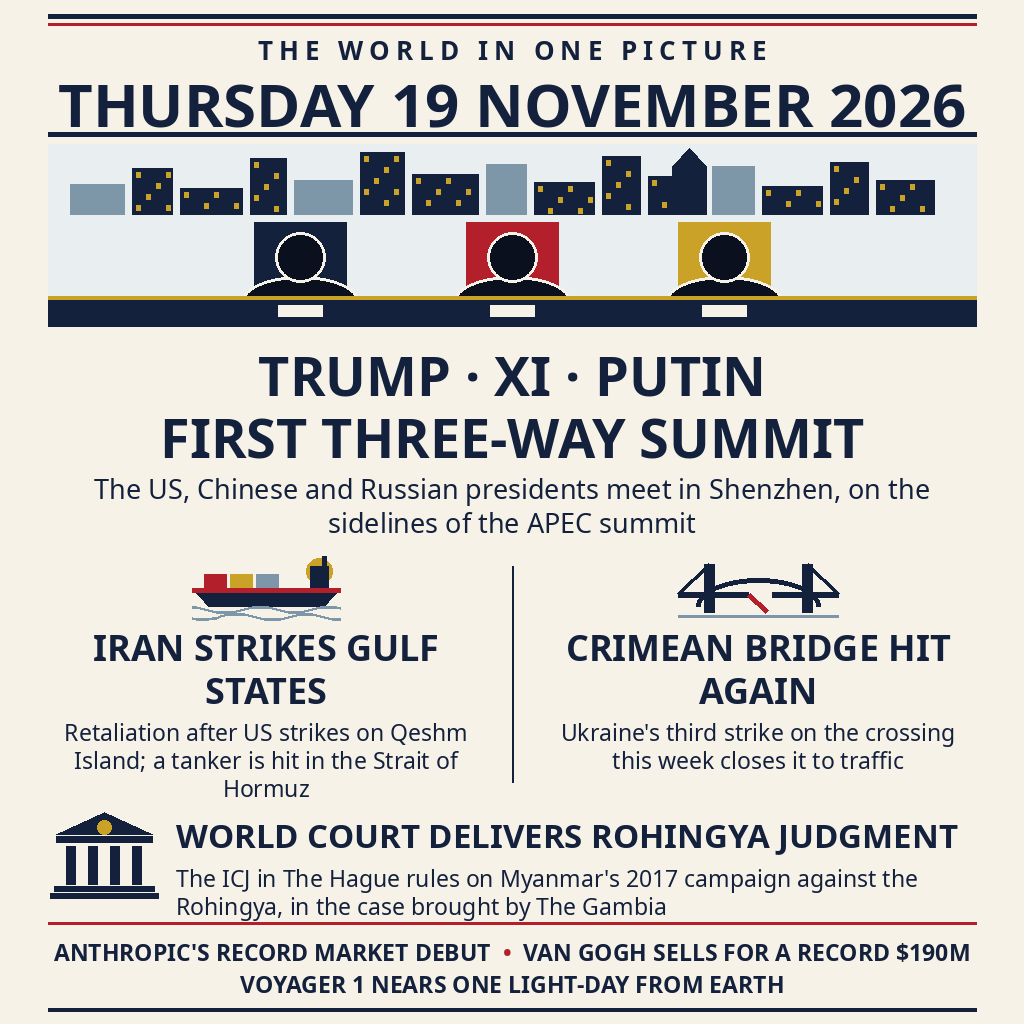 THE WORLD IN ONE PICTURE
THURSDAY 19 NOVEMBER 2026
TRUMP · XI · PUTIN
FIRST THREE-WAY SUMMIT
The US, Chinese and Russian presidents meet in Shenzhen, on the
sidelines of the APEC summit
IRAN STRIKES GULF
STATES
Retaliation after US strikes on Qeshm
Island; a tanker is hit in the Strait of
Hormuz
CRIMEAN BRIDGE HIT
AGAIN
Ukraine's third strike on the crossing
this week closes it to traffic
WORLD COURT DELIVERS ROHINGYA JUDGMENT
The ICJ in The Hague rules on Myanmar's 2017 campaign against the
Rohingya, in the case brought by The Gambia
ANTHROPIC'S RECORD MARKET DEBUT • VAN GOGH SELLS FOR A RECORD $190M
VOYAGER 1 NEARS ONE LIGHT-DAY FROM EARTH